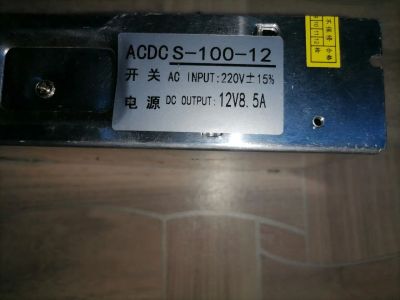 ACDC S-100-12
开关 AC INPUT:220V±15%
电源 DC OUTPUT:12V8.5A